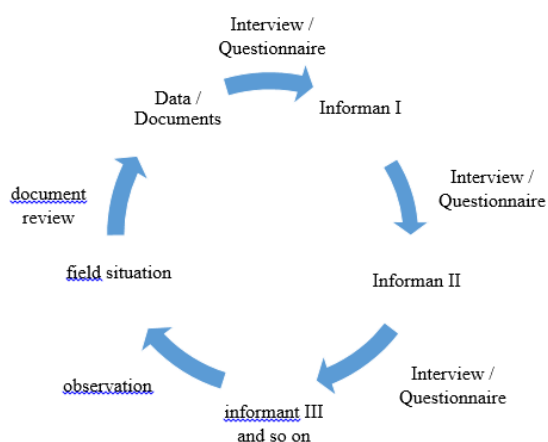 Interview /
Questionnaire
Data /
Documents
Informan I
document
review
Interview /
Questionnaire
field situation
Informan II
observation
Interview /
Questionnaire
informant III
and so on